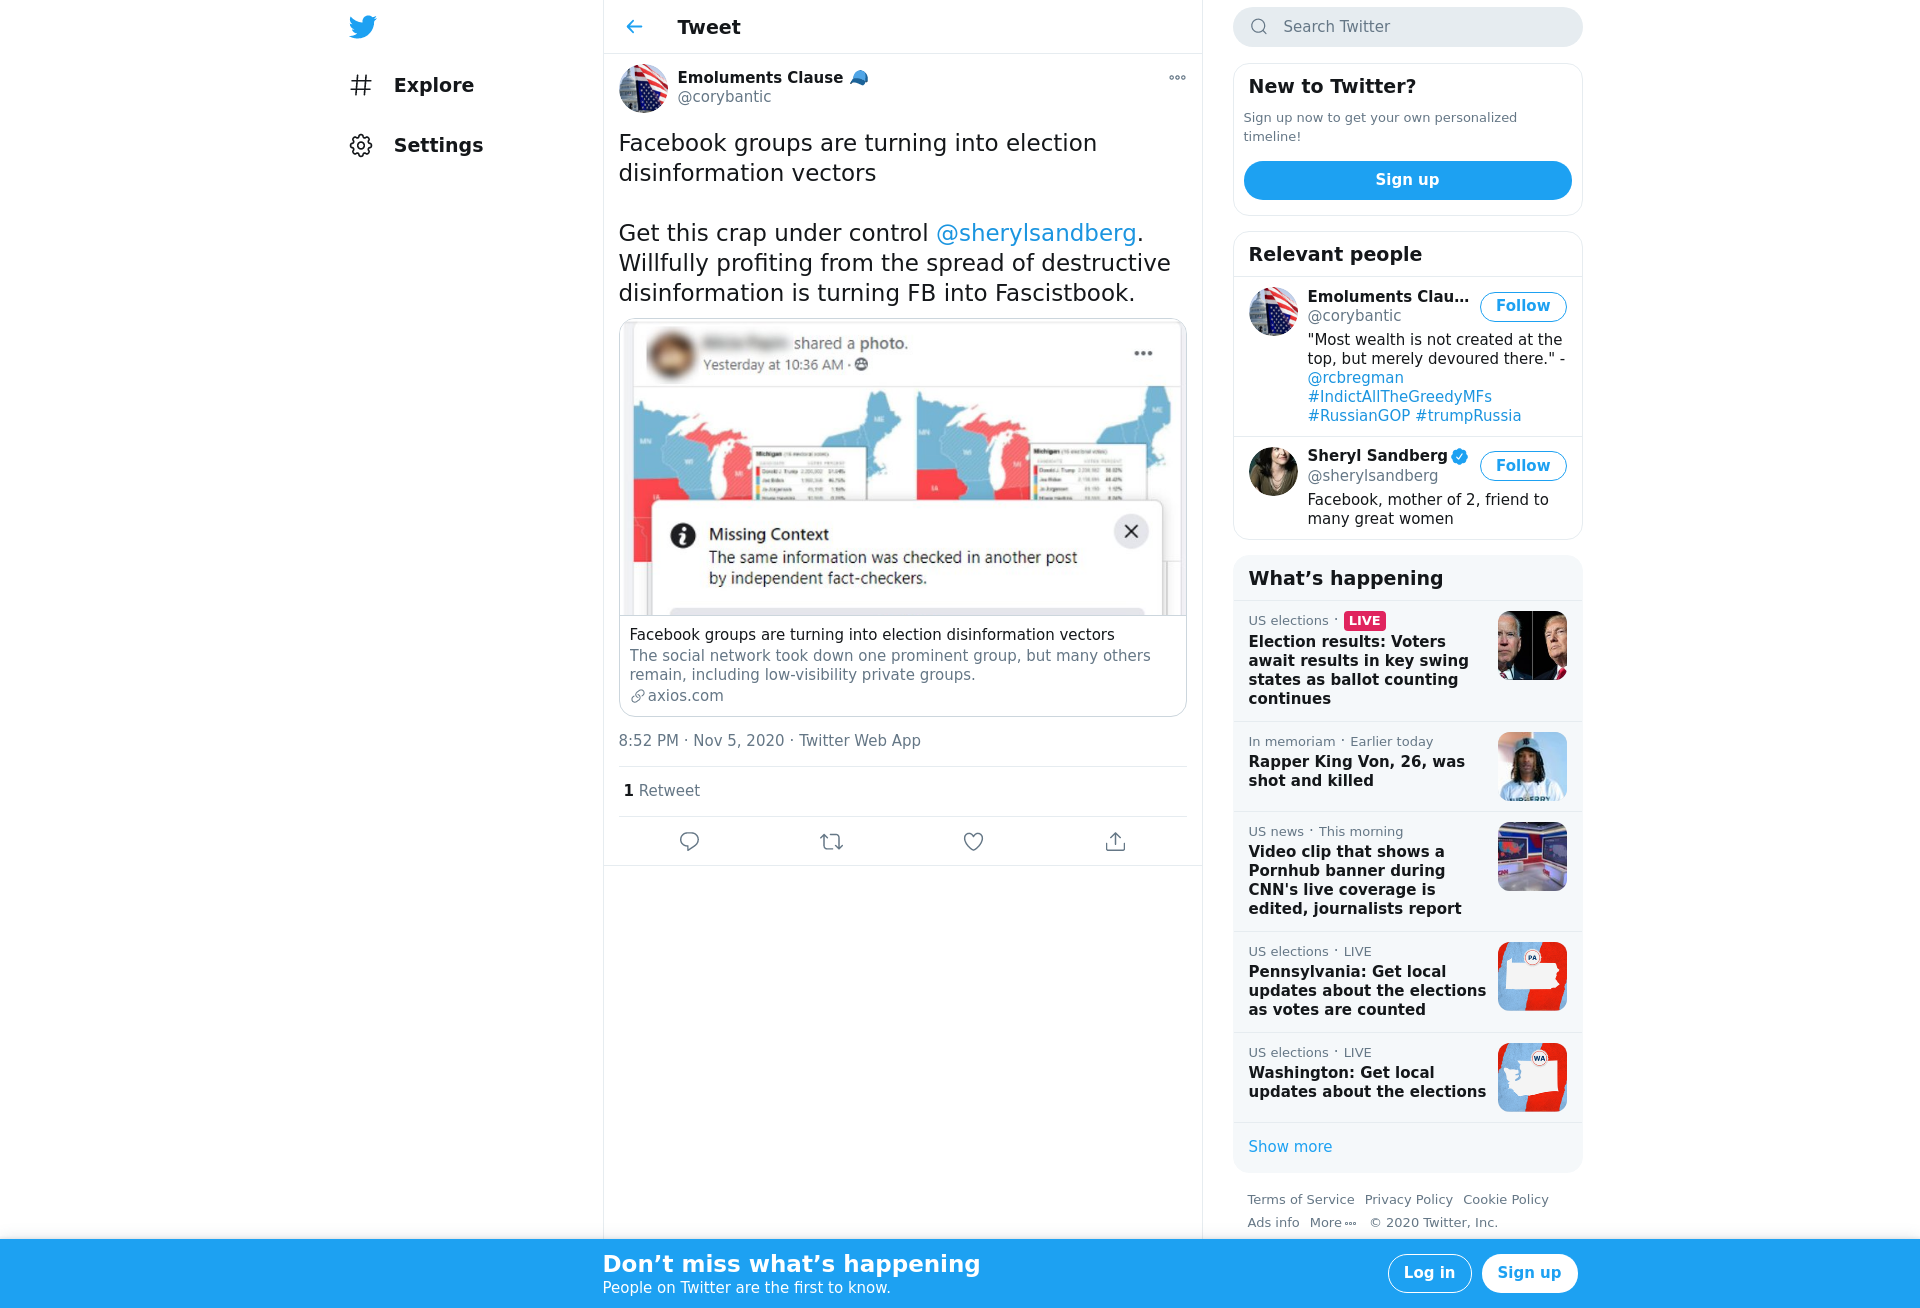 Explore
Settings
Tweet
Emoluments Clause
@corybantic
Facebook groups are turning into election
disinformation vectors
Get this crap under control @sherylsandberg.
Willfully profiting from the spread of destructive
disinformation is turning FB into Fascistbook.
shared a photo.
Yesterday at 10:36 AM ·
Missing Context
The same information was checked in another post
by independent fact-checkers.
Facebook groups are turning into election disinformation vectors
The social network took down one prominent group, but many others
remain, including low-visibility private groups.
axios.com
8:52 PM · Nov 5, 2020 · Twitter Web App
1 Retweet
Search Twitter
New to Twitter?
Sign up now to get your own personalized
timeline!
Sign up
Relevant people
Emoluments Clau...
@corybantic
Follow
"Most wealth is not created at the
top, but merely devoured there." -
@rcbregman
#IndictAllTheGreedyMFs
#RussianGOP #trumpRussia
Sheryl Sandberg
@sherylsandberg
Follow
Facebook, mother of 2, friend to
many great women
What's happening
US elections · LIVE
Election results: Voters
await results in key swing
states as ballot counting
continues
In memoriam · Earlier today
Rapper King Von, 26, was
shot and killed
US news · This morning
Video clip that shows a
Pornhub banner during
CNN's live coverage is
edited, journalists report
US elections · LIVE
Pennsylvania: Get local
updates about the elections
as votes are counted
PA
US elections · LIVE
Washington: Get local
updates about the elections
WA
Show more
Terms of Service Privacy Policy Cookie Policy
Ads info More © 2020 Twitter, Inc.
Don't miss what's happening
People on Twitter are the first to know.
Log in
Sign up